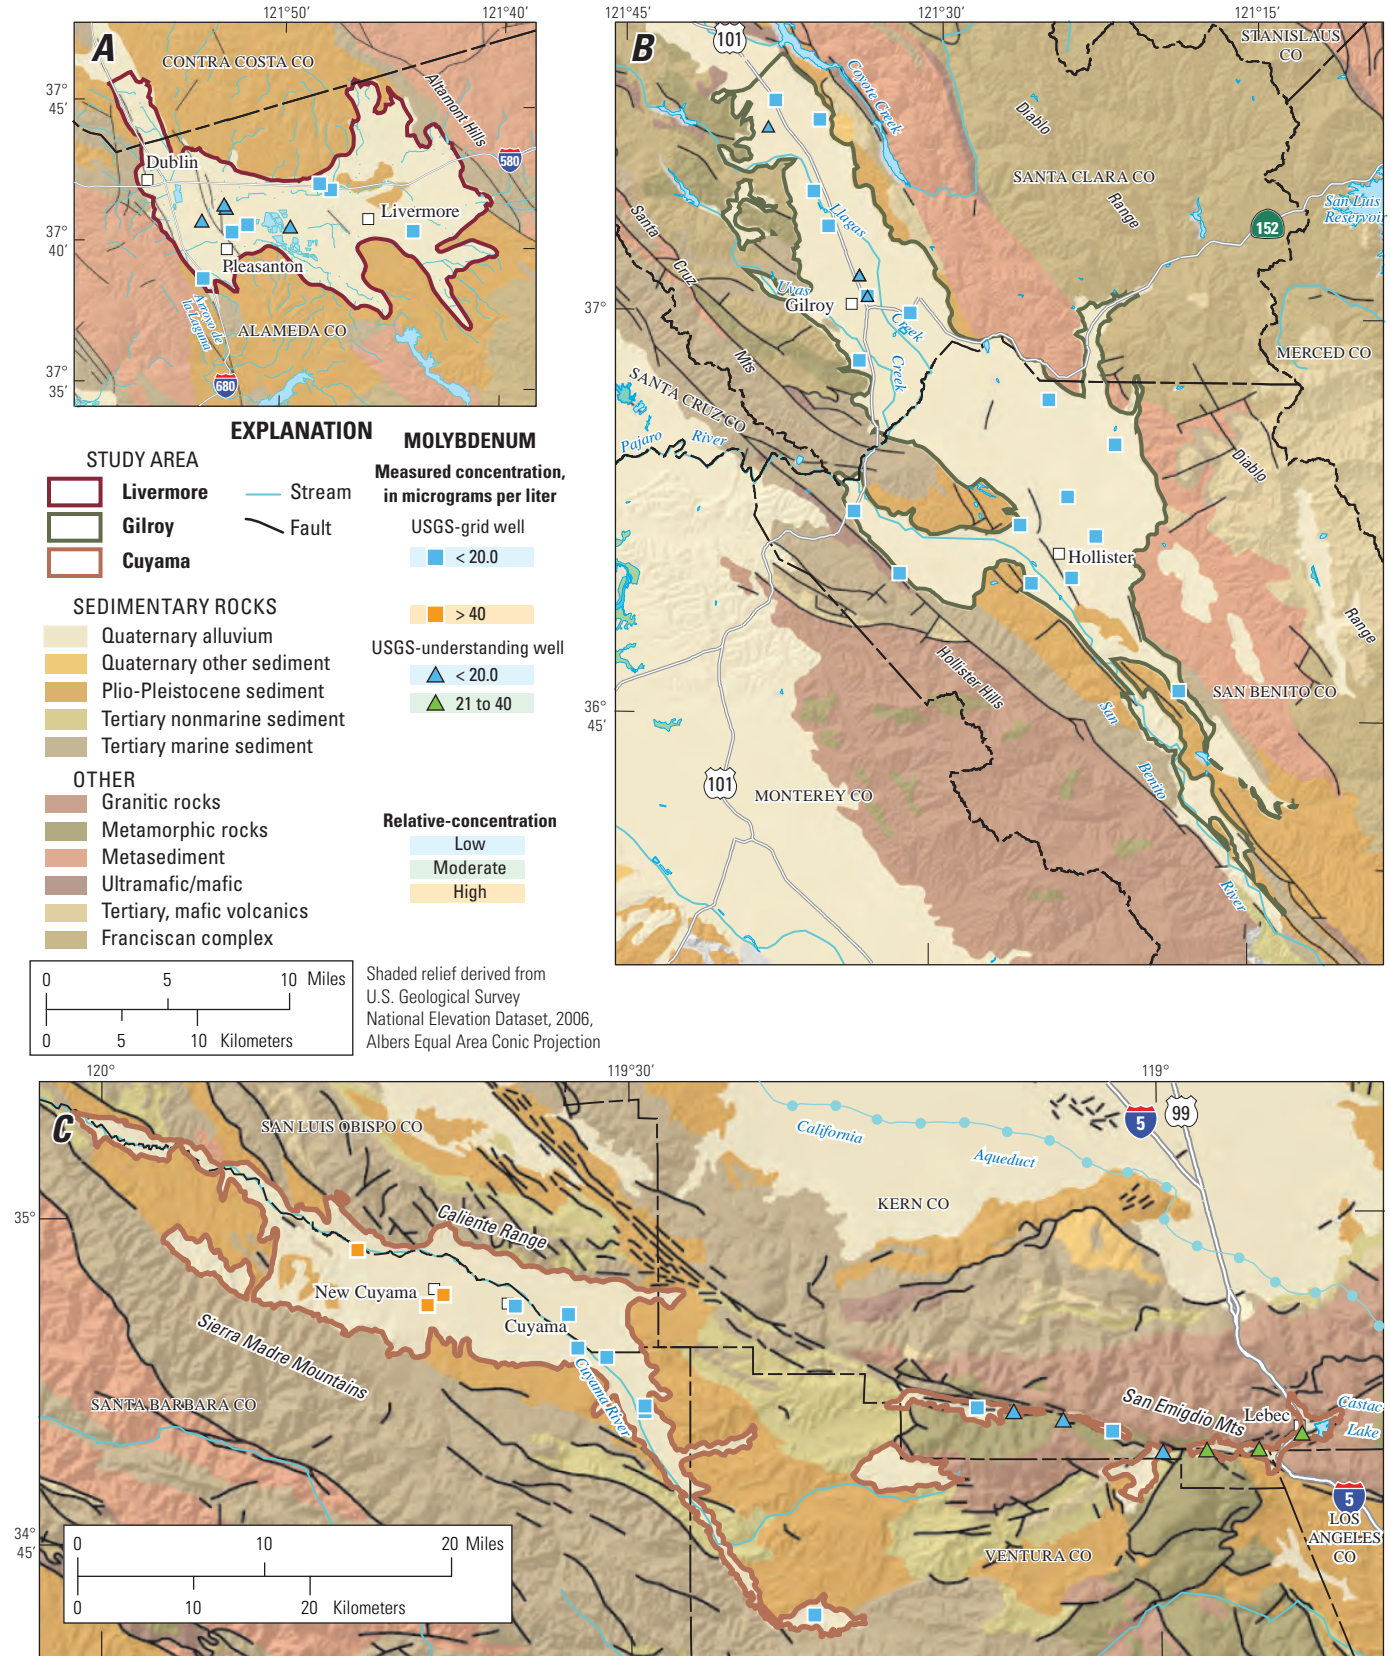 121°50'
121°40'
A
CONTRA COSTA CO
Altamont Hills
37°
45'
580
Dublin
Livermore
37°
40'
Pleasanton
Arroyo de
la Laguna
ALAMEDA CO
37°
35'
680
121°45'
121°30'
121°15'
B
101
STANISLAUS
CO
Coyote Creek
Diablo
Range
SANTA CLARA CO
San Luis
Reservoir
152
Santa
Cruz
Mts
Llagas
Creek
Uvas
Creek
Gilroy
37°
MERCED CO
SANTA CRUZ CO
Pajaro
River
Diablo
Range
Hollister
Hollister Hills
SAN BENITO CO
San
Benito
River
36°
45'
101
MONTEREY CO
EXPLANATION
STUDY AREA
Livermore
Gilroy
Cuyama
Stream
Fault
SEDIMENTARY ROCKS
Quaternary alluvium
Quaternary other sediment
Plio-Pleistocene sediment
Tertiary nonmarine sediment
Tertiary marine sediment
OTHER
Granitic rocks
Metamorphic rocks
Metasediment
Ultramafic/mafic
Tertiary, mafic volcanics
Franciscan complex
MOLYBDENUM
Measured concentration,
in micrograms per liter
USGS-grid well
< 20.0
> 40
USGS-understanding well
< 20.0
21 to 40
Relative-concentration
Low
Moderate
High
0 5 10 Miles
0 5 10 Kilometers
Shaded relief derived from
U.S. Geological Survey
National Elevation Dataset, 2006,
Albers Equal Area Conic Projection
120°
119°30'
119°
C
SAN LUIS OBISPO CO
California
Aqueduct
5
99
KERN CO
35°
Caliente Range
New Cuyama
Cuyama
Sierra Madre Mountains
Cuyama River
SANTA BARBARA CO
San Emigdio Mts
Lebec
Castac
Lake
5
LOS
ANGELES
CO
VENTURA CO
34°
45'
0 10 20 Miles
0 10 20 Kilometers